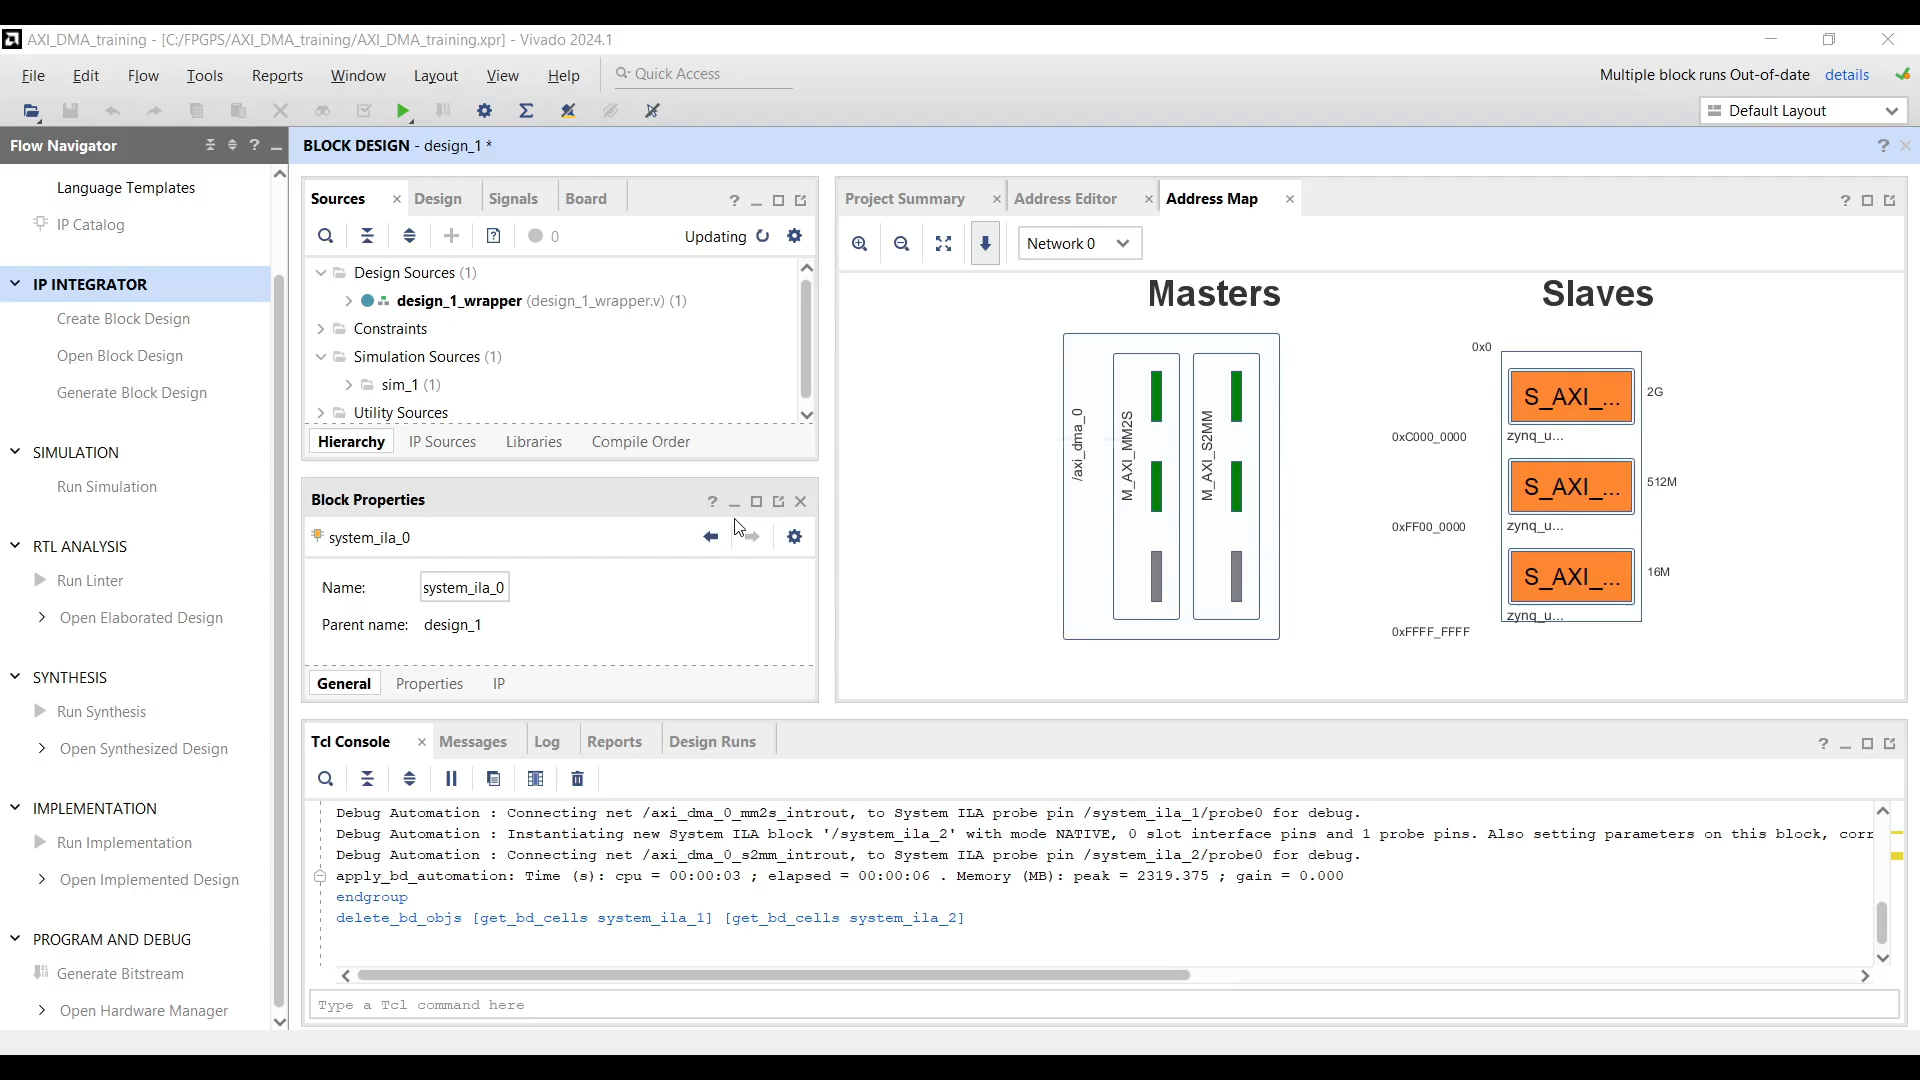 AXI_DMA_training - [C:/FPGPS/AXI_DMA_training/AXI_DMA_training.xpr] - Vivado 2024.1
File Edit Flow Tools Reports Window Layout View Help Quick Access
Multiple block runs Out-of-date details
Default Layout
Flow Navigator
BLOCK DESIGN - design_1 *
Language Templates
IP Catalog
IP INTEGRATOR
Create Block Design
Open Block Design
Generate Block Design
SIMULATION
Run Simulation
RTL ANALYSIS
Run Linter
Open Elaborated Design
SYNTHESIS
Run Synthesis
Open Synthesized Design
IMPLEMENTATION
Run Implementation
Open Implemented Design
PROGRAM AND DEBUG
Generate Bitstream
Open Hardware Manager
Sources Design Signals Board
0 Updating
Design Sources (1)
design_1_wrapper (design_1_wrapper.v) (1)
Constraints
Simulation Sources (1)
sim_1 (1)
Utility Sources
Hierarchy IP Sources Libraries Compile Order
Block Properties
system_ila_0
Name: system_ila_0
Parent name: design_1
General Properties IP
Project Summary Address Editor Address Map
Network 0
Masters Slaves
/axi_dma_0
M_AXI_MM2S
M_AXI_S2MM
0x0
S_AXI_... 2G
0xC000_0000 zynq_u...
S_AXI_... 512M
0xFF00_0000 zynq_u...
S_AXI_... 16M
zynq_u...
0xFFFF_FFFF
Tcl Console Messages Log Reports Design Runs
Debug Automation : Connecting net /axi_dma_0_mm2s_introut, to System ILA probe pin /system_ila_1/probe0 for debug.
Debug Automation : Instantiating new System ILA block '/system_ila_2' with mode NATIVE, 0 slot interface pins and 1 probe pins. Also setting parameters on this block, corr
Debug Automation : Connecting net /axi_dma_0_s2mm_introut, to System ILA probe pin /system_ila_2/probe0 for debug.
apply_bd_automation: Time (s): cpu = 00:00:03 ; elapsed = 00:00:06 . Memory (MB): peak = 2319.375 ; gain = 0.000
endgroup
delete_bd_objs [get_bd_cells system_ila_1] [get_bd_cells system_ila_2]
Type a Tcl command here